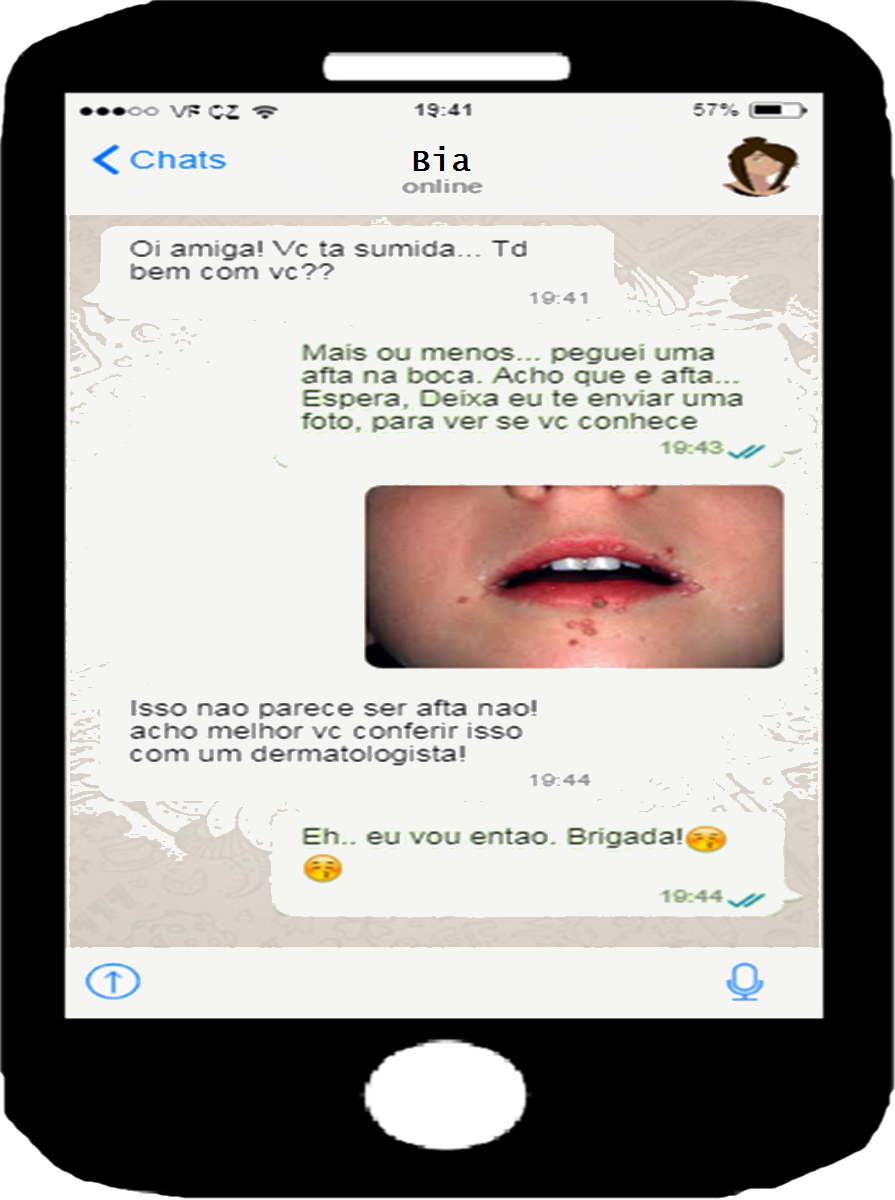 VF CZ 19:41 57%
Chats Bia
online
Oi amiga! Vc ta sumida... Td
bem com vc??
19:41
Mais ou menos... peguei uma
afta na boca. Acho que e afta...
Espera, Deixa eu te enviar uma
foto, para ver se vc conhece
19:43
Isso nao parece ser afta nao!
acho melhor vc conferir isso
com um dermatologista!
19:44
Eh.. eu vou entao. Brigada!😚
😚
19:44